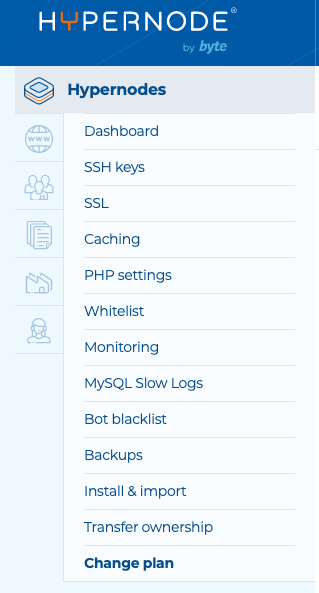 HYPERNODE®
by byte
Hypernodes
www
Dashboard
SSH keys
SSL
Caching
PHP settings
Whitelist
Monitoring
MySQL Slow Logs
Bot blacklist
Backups
Install & import
Transfer ownership
Change plan